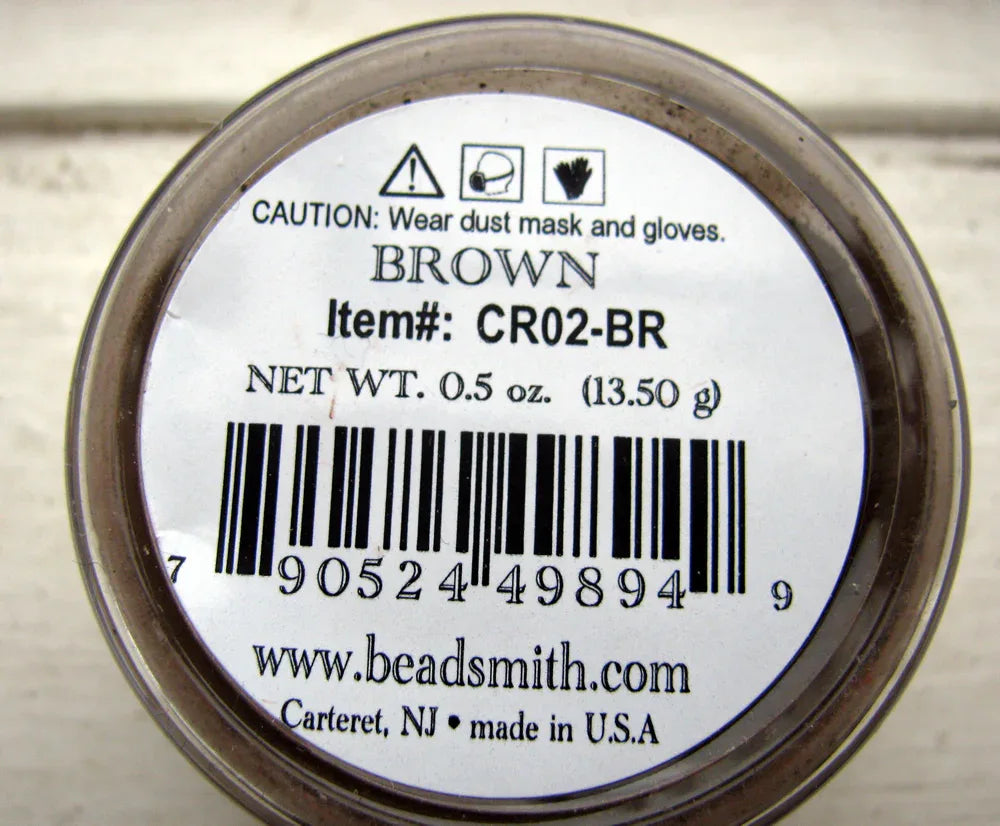 CAUTION: Wear dust mask and gloves.
BROWN
Item#: CR02-BR
NET WT. 0.5 oz. (13.50 g)
7 90524 49894 9
www.beadsmith.com
Carteret, NJ • made in U.S.A